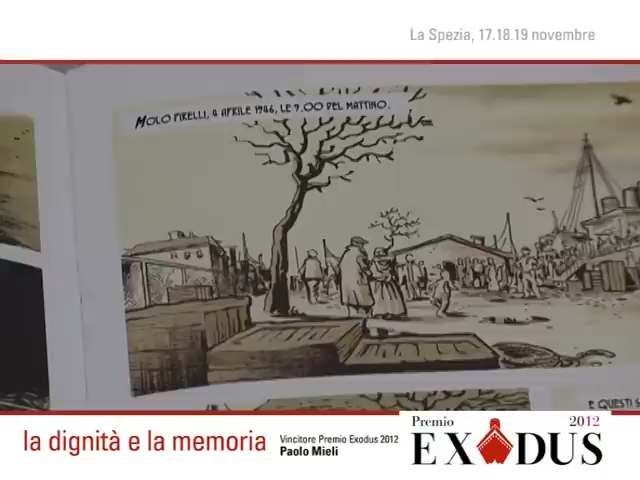 La Spezia, 17.18.19 novembre
MOLO PIRELLI, 4 APRILE 1946, LE 7.00 DEL MATTINO.
E QUESTI S
la dignità e la memoria
Vincitore Premio Exodus 2012
Paolo Mieli
Premio 2012
EXODUS